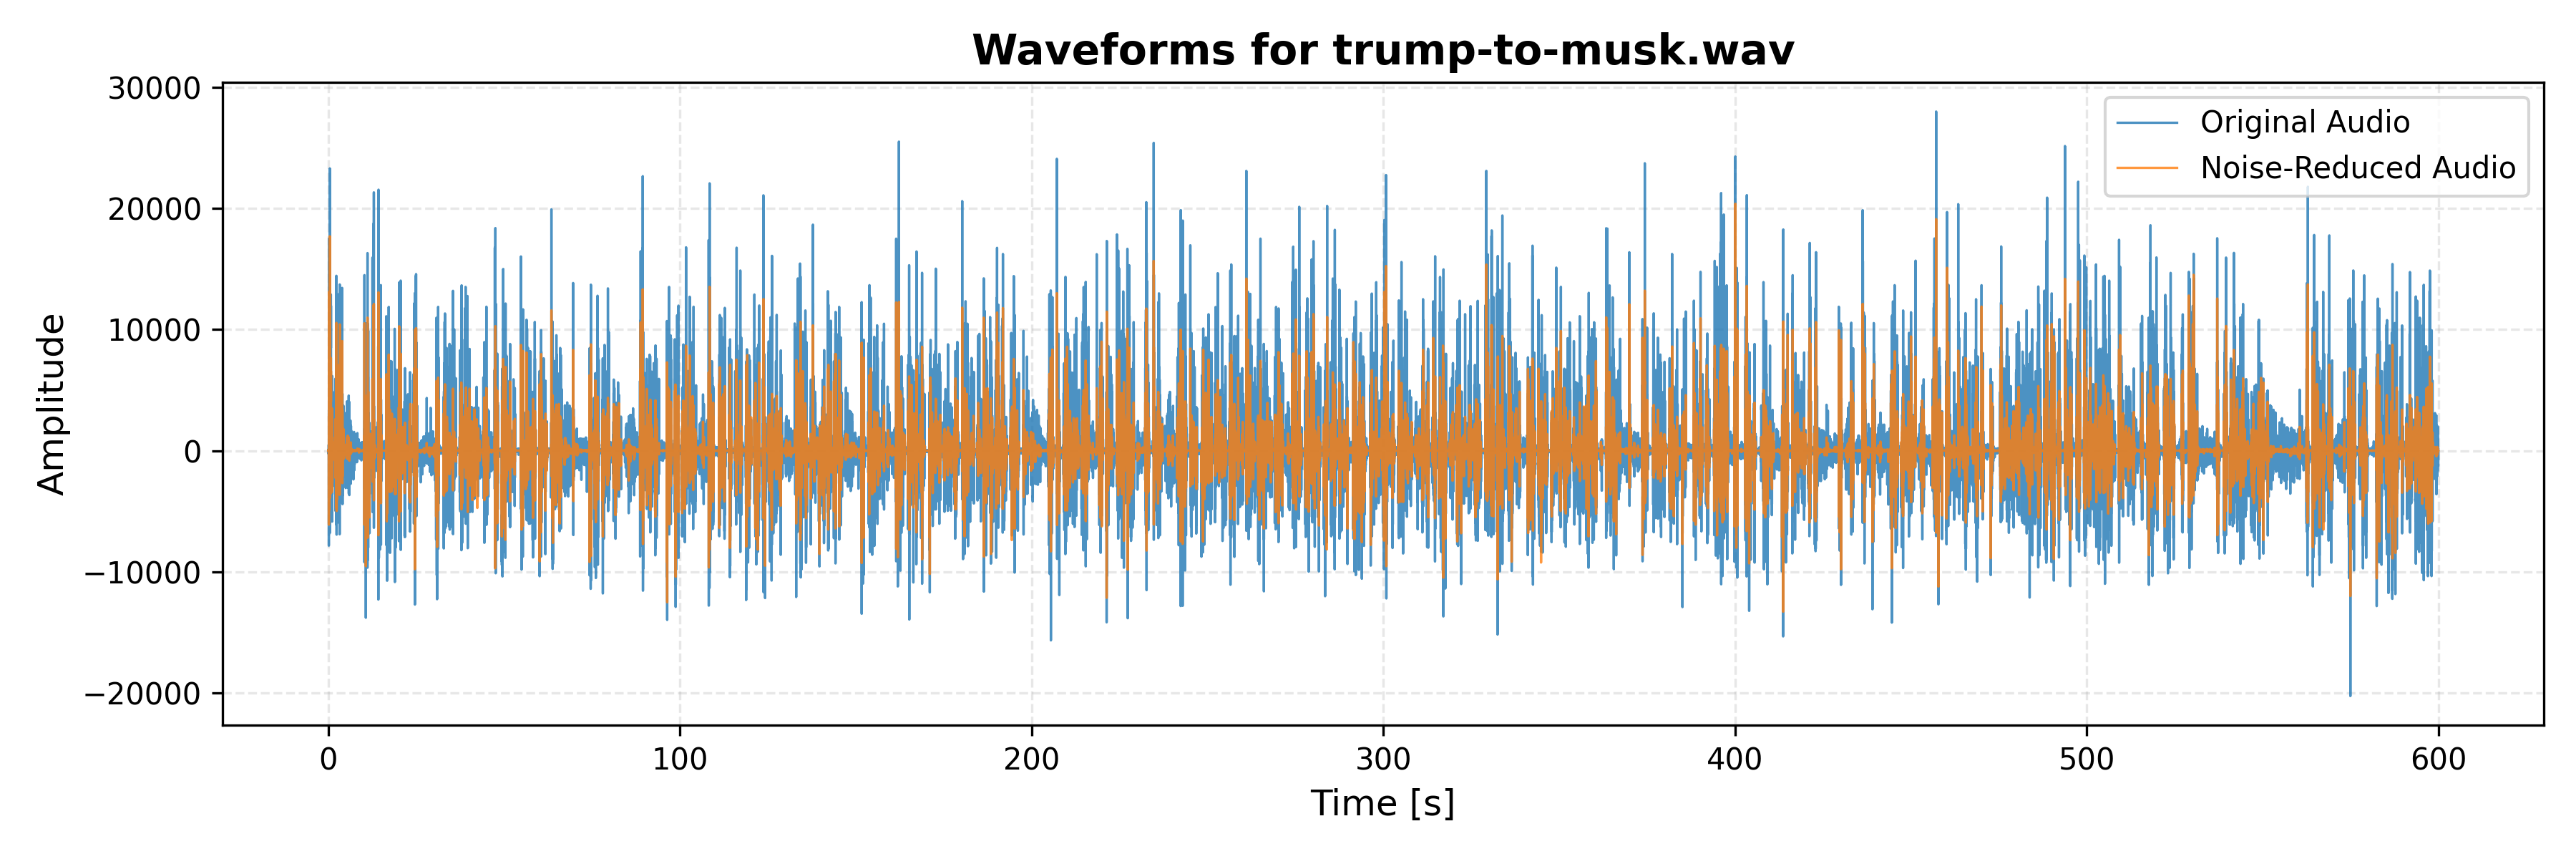 Waveforms for trump-to-musk.wav
Original Audio
Noise-Reduced Audio
Amplitude
30000
20000
10000
0
−10000
−20000
0 100 200 300 400 500 600
Time [s]